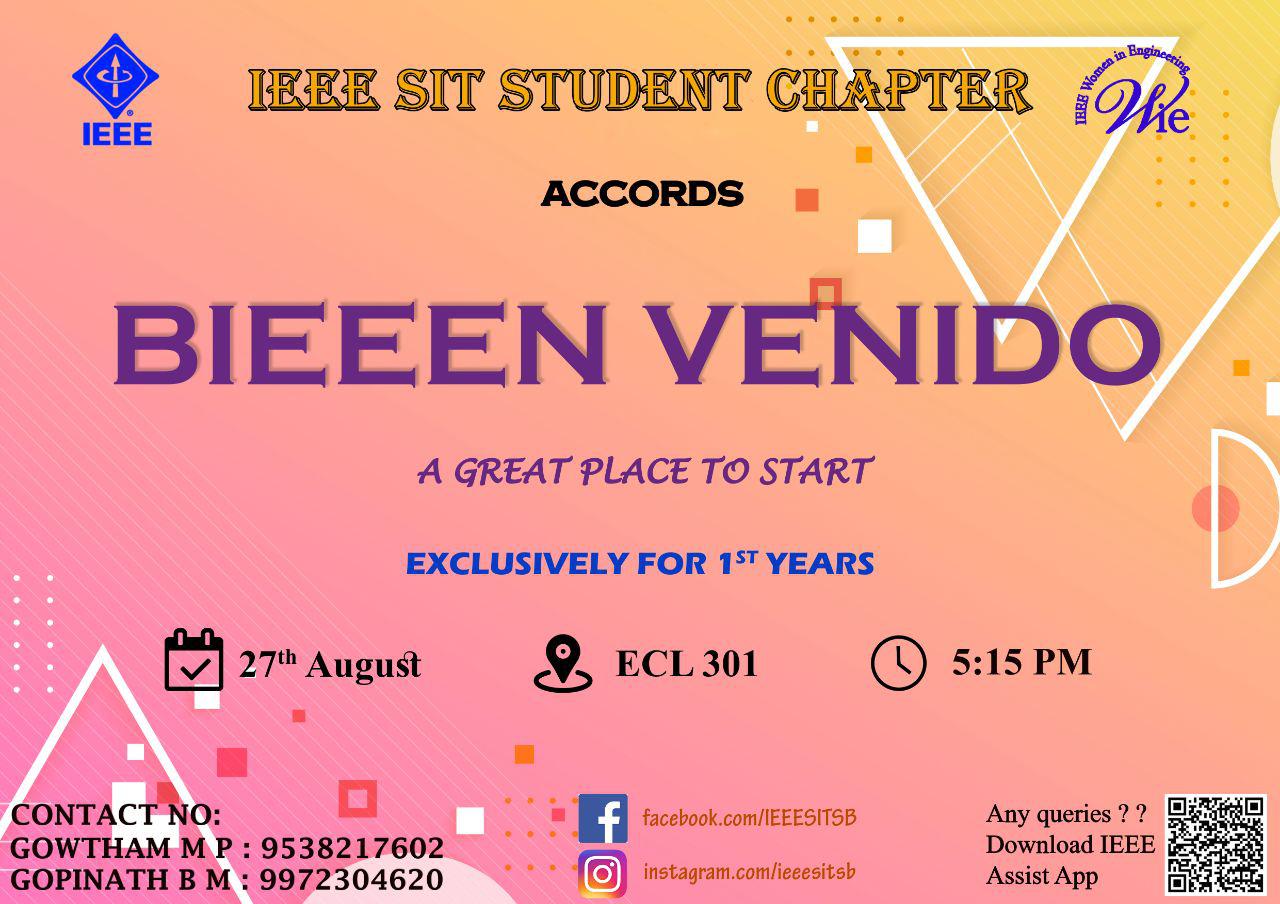 IEEE
IEEE SIT STUDENT CHAPTER
IEEE Women in Engineering
Wie
ACCORDS
BIEEEN VENIDO
A GREAT PLACE TO START
EXCLUSIVELY FOR 1ST YEARS
27th August
ECL 301
5:15 PM
CONTACT NO:
GOWTHAM M P : 9538217602
GOPINATH B M : 9972304620
facebook.com/IEEESITSB
instagram.com/ieeesitsb
Any queries ? ?
Download IEEE
Assist App